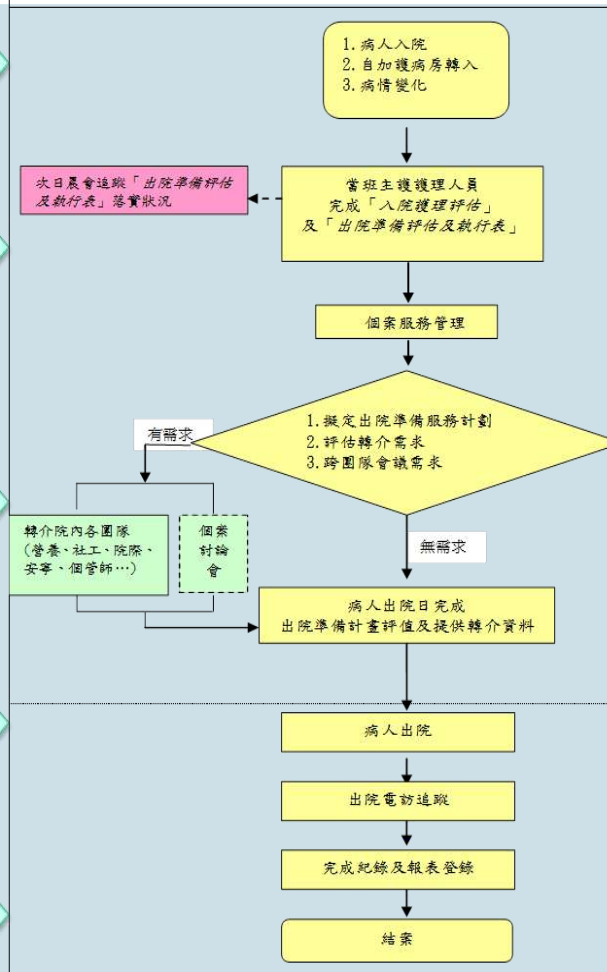 1. 病人入院
2. 自加護病房轉入
3. 病情變化
次日晨會追蹤「出院準備評估
及執行表」落實狀況
當班主護護理人員
完成「入院護理評估」
及「出院準備評估及執行表」
個案服務管理
有需求
1. 擬定出院準備服務計劃
2. 評估轉介需求
3. 跨團隊會議需求
轉介院內各團隊
(營養、社工、院際、
安寧、個管師…)
個案
討論
會
無需求
病人出院日完成
出院準備計畫評值及提供轉介資料
病人出院
出院電訪追蹤
完成紀錄及報表登錄
結案